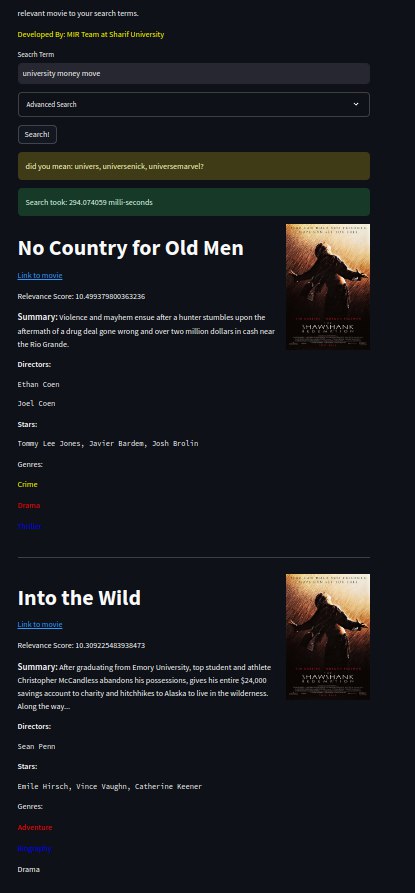 relevant movie to your search terms.
Developed By: MIR Team at Sharif University
Seacrh Term
university money move
Advanced Search
Search!
did you mean: univers, universenick, universemarvel?
Search took: 294.074059 milli-seconds
No Country for Old Men
Link to movie
Relevance Score: 10.499379800363236
Summary: Violence and mayhem ensue after a hunter stumbles upon the
aftermath of a drug deal gone wrong and over two million dollars in cash near
the Rio Grande.
Directors:
Ethan Coen
Joel Coen
Stars:
Tommy Lee Jones, Javier Bardem, Josh Brolin
Genres:
Crime
Drama
Thriller
SHAWSHANK
REDEMPTION
Into the Wild
Link to movie
Relevance Score: 10.309225483938473
Summary: After graduating from Emory University, top student and athlete
Christopher McCandless abandons his possessions, gives his entire $24,000
savings account to charity and hitchhikes to Alaska to live in the wilderness.
Along the way...
Directors:
Sean Penn
Stars:
Emile Hirsch, Vince Vaughn, Catherine Keener
Genres:
Adventure
Biography
Drama
SHAWSHANK
REDEMPTION